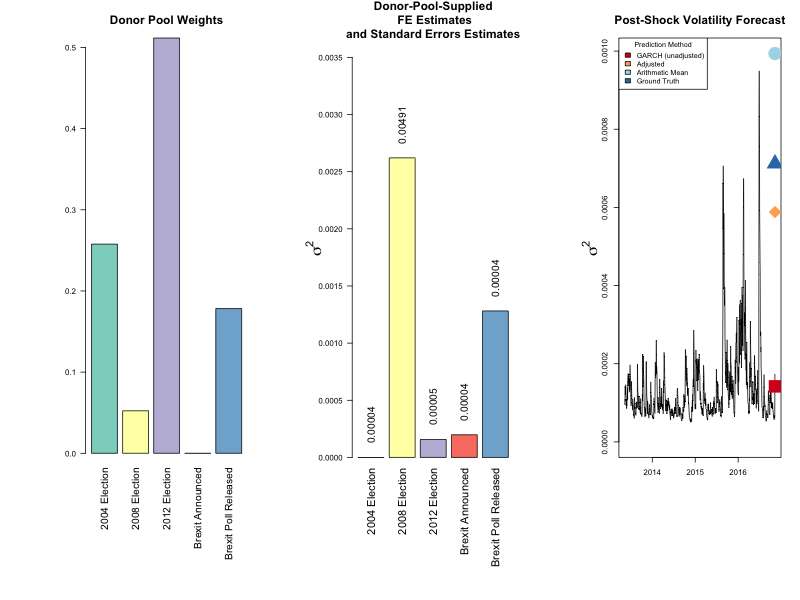 Donor Pool Weights
0.5
0.4
0.3
0.2
0.1
0.0
2004 Election
2008 Election
2012 Election
Brexit Announced
Brexit Poll Released
Donor-Pool-Supplied
FE Estimates
and Standard Errors Estimates
σ²
0.0035
0.0030
0.0025
0.0020
0.0015
0.0010
0.0005
0.0000
0.00004
0.00491
0.00005
0.00004
0.00004
2004 Election
2008 Election
2012 Election
Brexit Announced
Brexit Poll Released
Post-Shock Volatility Forecast
Prediction Method
GARCH (unadjusted)
Adjusted
Arithmetic Mean
Ground Truth
σ²
0.0010
0.0008
0.0006
0.0004
0.0002
0.0000
2014
2015
2016